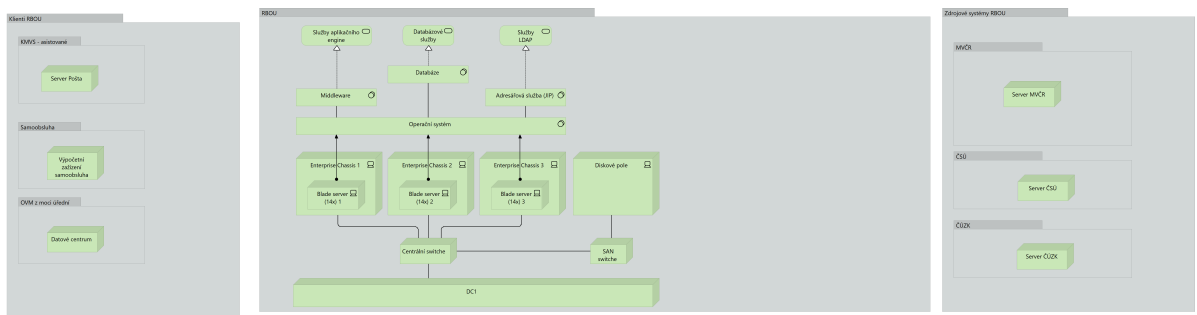 Klienti RBOU
KMVS - asistované
Server Pošta
Samoobsluha
Výpočetní
zařízení
samoobsluha
OVM z moci úřední
Datové centrum
RBOU
Služby aplikačního
engine
Databázové
služby
Služby
LDAP
Databáze
Middleware
Adresářová služba (JIP)
Operační systém
Enterprise Chassis 1
Enterprise Chassis 2
Enterprise Chassis 3
Diskové pole
Blade server
(14x) 1
Blade server
(14x) 2
Blade server
(14x) 3
Centrální switche
SAN
switche
DC1
Zdrojové systémy RBOU
MVČR
Server MVČR
ČSÚ
Server ČSÚ
ČÚZK
Server ČÚZK